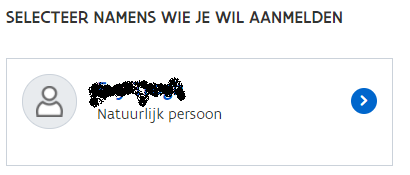 SELECTEER NAMENS WIE JE WIL AANMELDEN
Natuurlijk persoon